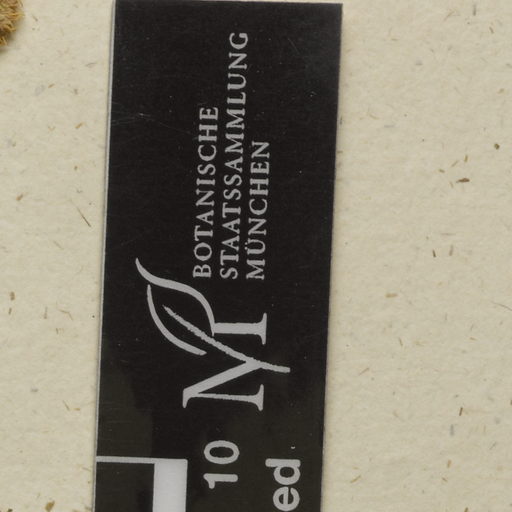 BOTANISCHE
STAATSSAMMLUNG
MÜNCHEN
M
10
ed